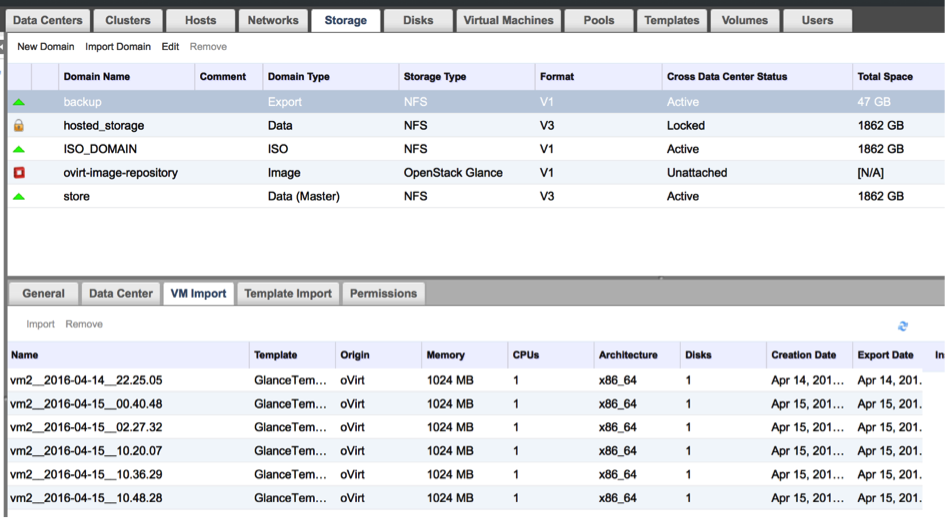 Data Centers Clusters Hosts Networks Storage Disks Virtual Machines Pools Templates Volumes Users
New Domain Import Domain Edit Remove
Domain Name Comment Domain Type Storage Type Format Cross Data Center Status Total Space
backup Export NFS V1 Active 47 GB
hosted_storage Data NFS V3 Locked 1862 GB
ISO_DOMAIN ISO NFS V1 Active 1862 GB
ovirt-image-repository Image OpenStack Glance V1 Unattached [N/A]
store Data (Master) NFS V3 Active 1862 GB
General Data Center VM Import Template Import Permissions
Import Remove
Name Template Origin Memory CPUs Architecture Disks Creation Date Export Date In
vm2__2016-04-14__22.25.05 GlanceTem... oVirt 1024 MB 1 x86_64 1 Apr 14, 201... Apr 14, 201.
vm2__2016-04-15__00.40.48 GlanceTem... oVirt 1024 MB 1 x86_64 1 Apr 15, 201... Apr 15, 201.
vm2__2016-04-15__02.27.32 GlanceTem... oVirt 1024 MB 1 x86_64 1 Apr 15, 201... Apr 15, 201.
vm2__2016-04-15__10.20.07 GlanceTem... oVirt 1024 MB 1 x86_64 1 Apr 15, 201... Apr 15, 201.
vm2__2016-04-15__10.36.29 GlanceTem... oVirt 1024 MB 1 x86_64 1 Apr 15, 201... Apr 15, 201.
vm2__2016-04-15__10.48.28 GlanceTem... oVirt 1024 MB 1 x86_64 1 Apr 15, 201... Apr 15, 201.